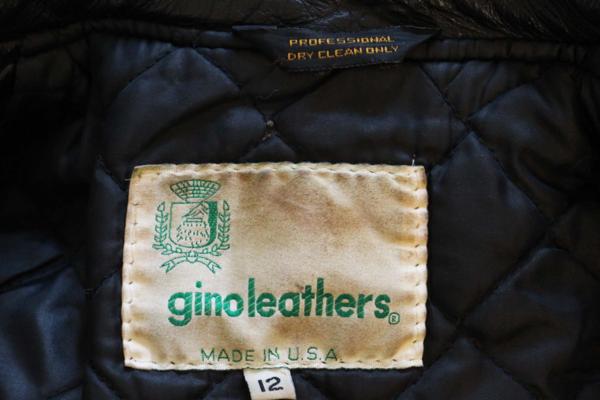 PROFESSIONAL
DRY CLEAN ONLY
ginoleathers®
MADE IN U.S.A.
12